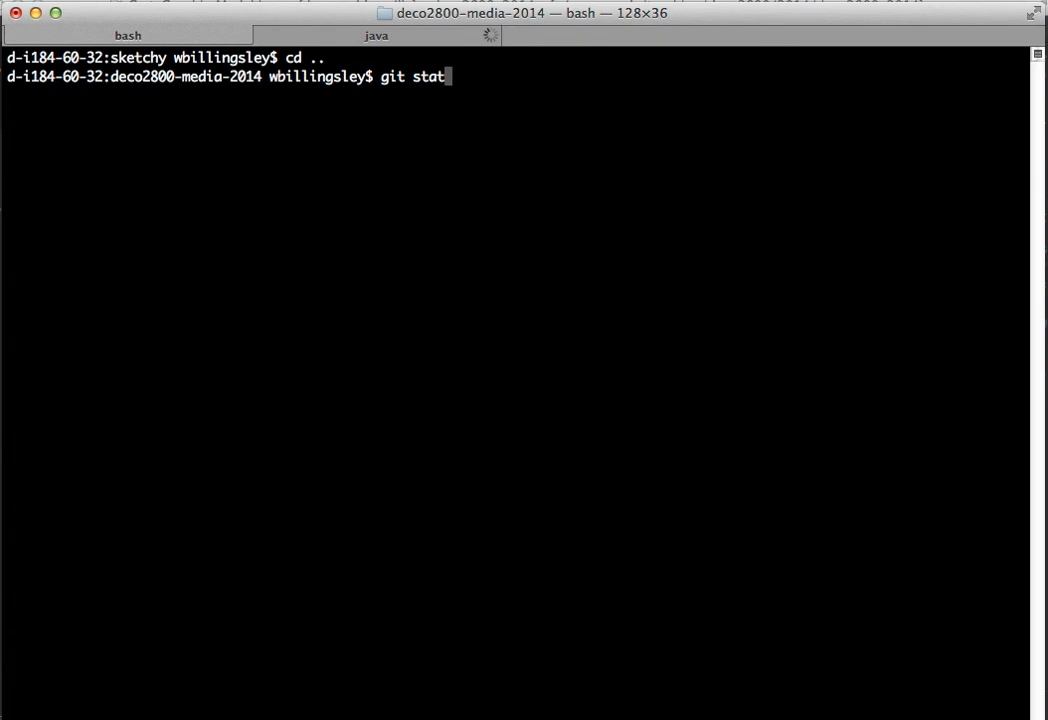 deco2800-media-2014 — bash — 128×36
bash
java
d-i184-60-32:sketchy wbillingsley$ cd ..
d-i184-60-32:deco2800-media-2014 wbillingsley$ git stat